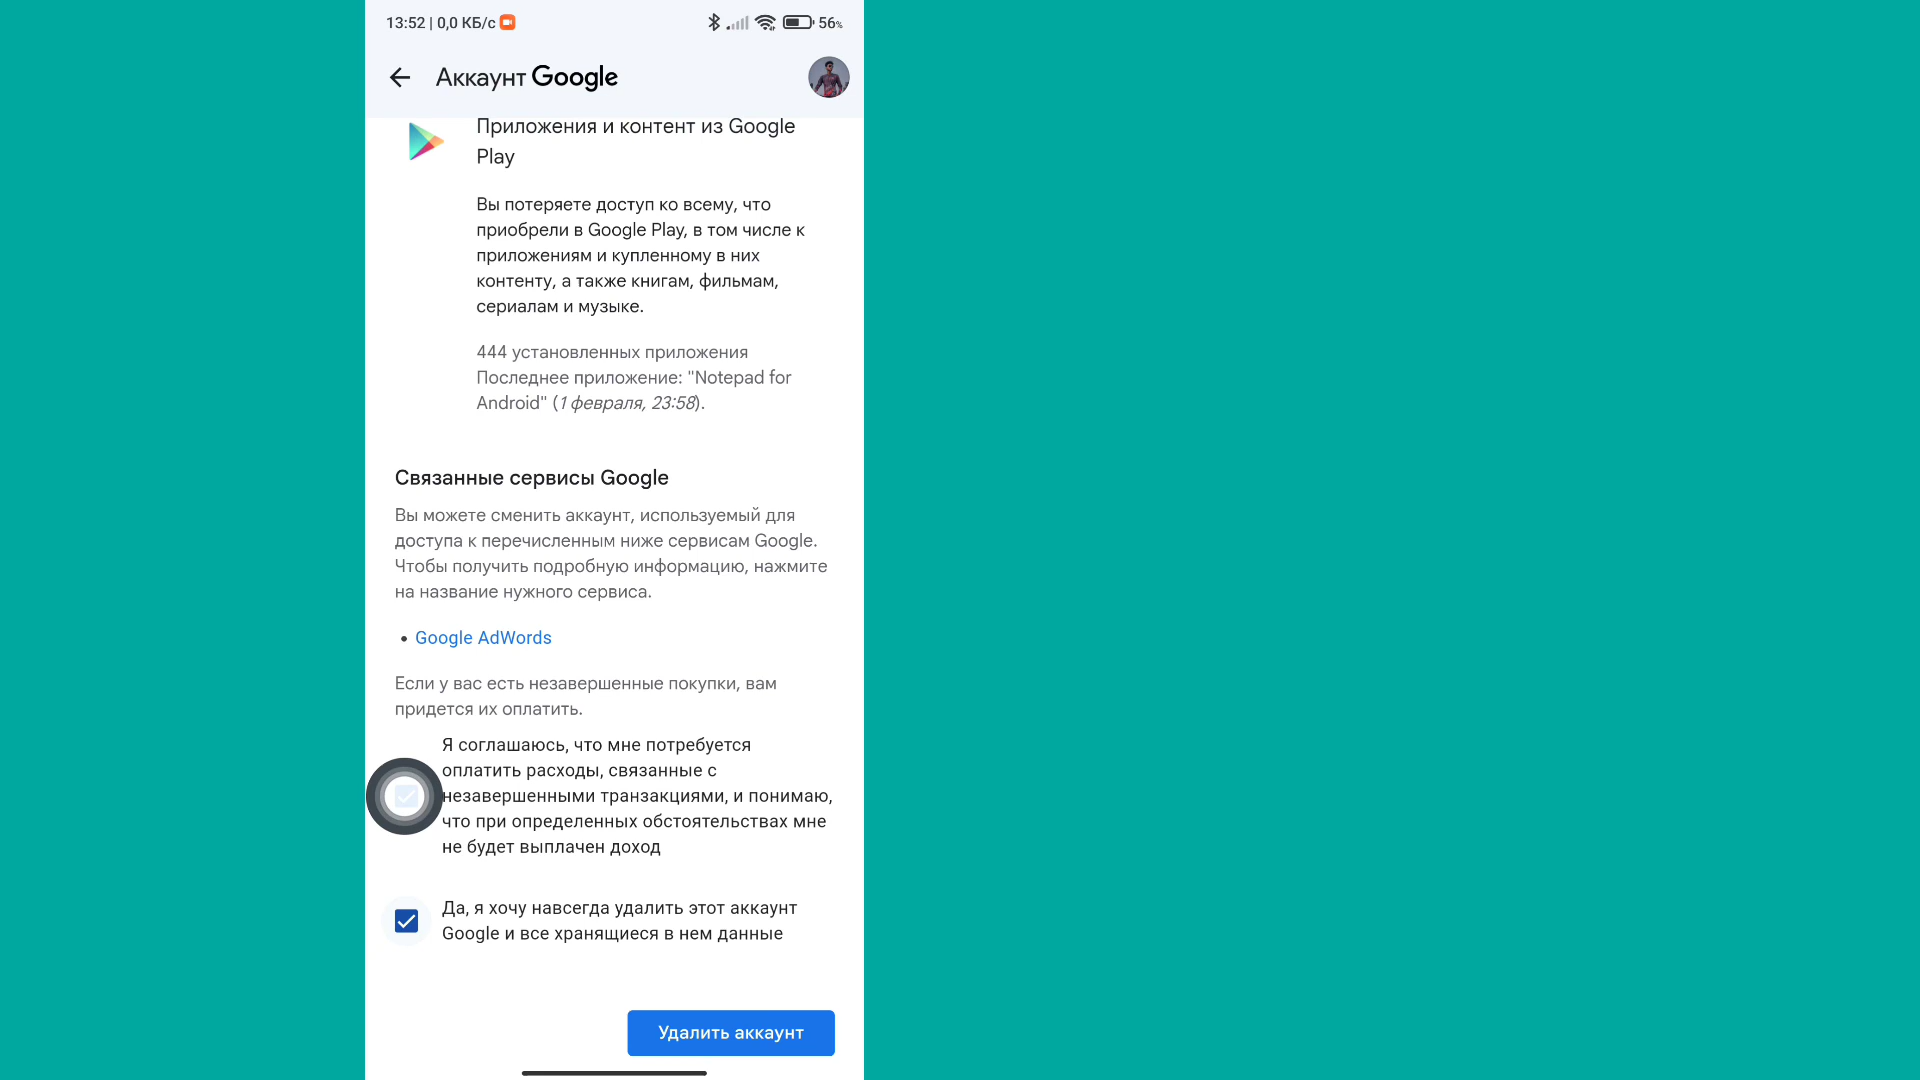 13:52 | 0,0 КБ/с 56%
Аккаунт Google
Приложения и контент из Google
Play
Вы потеряете доступ ко всему, что
приобрели в Google Play, в том числе к
приложениям и купленному в них
контенту, а также книгам, фильмам,
сериалам и музыке.
444 установленных приложения
Последнее приложение: "Notepad for
Android" (1 февраля, 23:58).
Связанные сервисы Google
Вы можете сменить аккаунт, используемый для
доступа к перечисленным ниже сервисам Google.
Чтобы получить подробную информацию, нажмите
на название нужного сервиса.
• Google AdWords
Если у вас есть незавершенные покупки, вам
придется их оплатить.
Я соглашаюсь, что мне потребуется
оплатить расходы, связанные с
незавершенными транзакциями, и понимаю,
что при определенных обстоятельствах мне
не будет выплачен доход
Да, я хочу навсегда удалить этот аккаунт
Google и все хранящиеся в нем данные
Удалить аккаунт